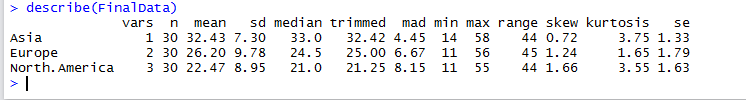 > describe(FinalData)
vars n mean sd median trimmed mad min max range skew kurtosis se
Asia 1 30 32.43 7.30 33.0 32.42 4.45 14 58 44 0.72 3.75 1.33
Europe 2 30 26.20 9.78 24.5 25.00 6.67 11 56 45 1.24 1.65 1.79
North.America 3 30 22.47 8.95 21.0 21.25 8.15 11 55 44 1.66 3.55 1.63
>